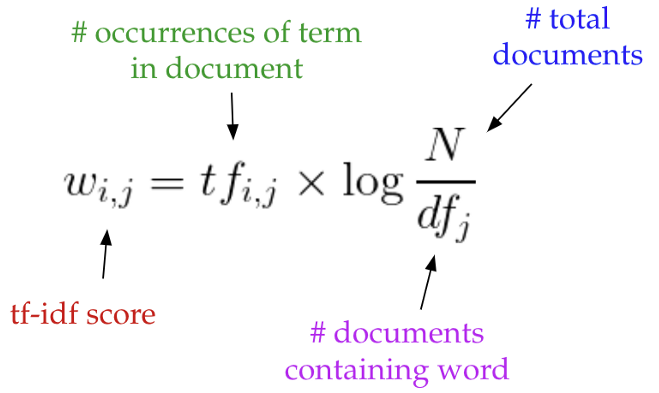 # occurrences of term
in document
# total
documents
w_{i,j} = tf_{i,j} × log N/df_j
tf-idf score
# documents
containing word